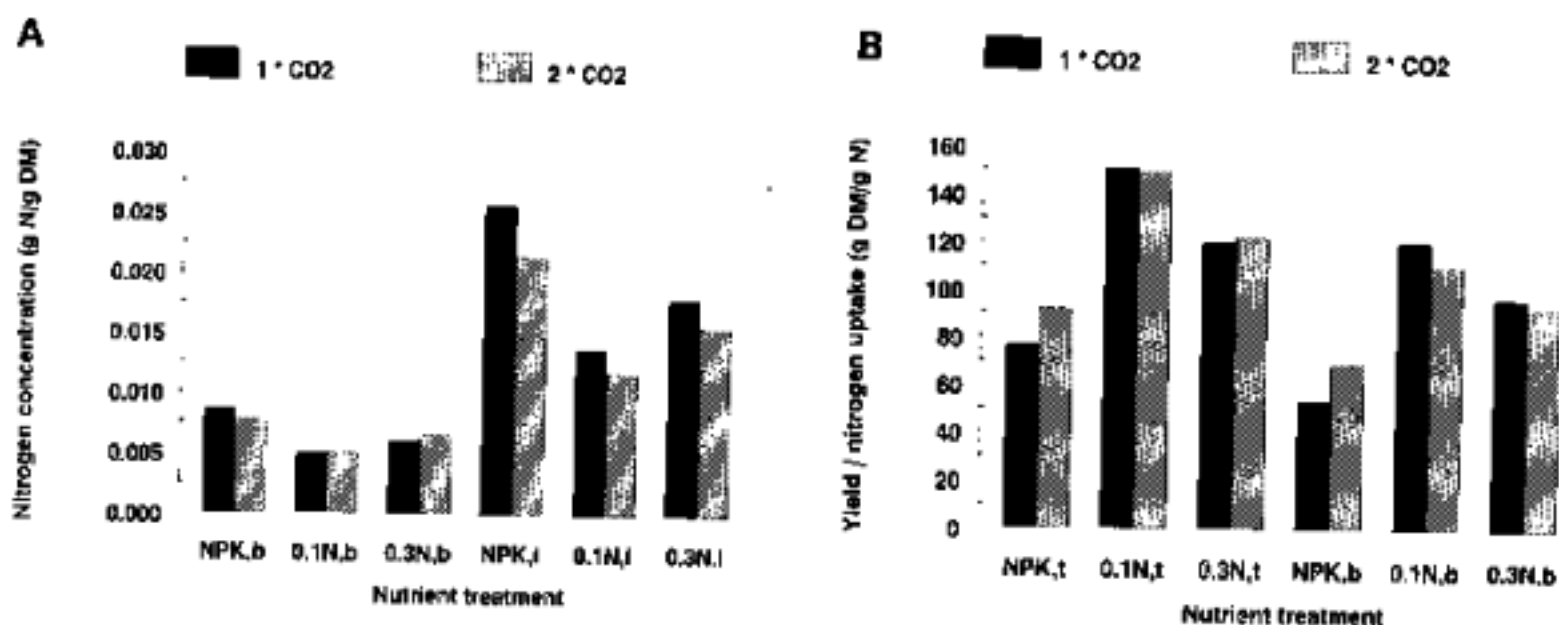 A
1 * CO2
2 * CO2
Nitrogen concentration (g N/g DM)
0.030
0.025
0.020
0.015
0.010
0.005
0.000
NPK,b
0.1N,b
0.3N,b
NPK,l
0.1N,l
0.3N,l
Nutrient treatment
B
1 * CO2
2 * CO2
Yield / nitrogen uptake (g DM/g N)
160
140
120
100
80
60
40
20
0
NPK,t
0.1N,t
0.3N,t
NPK,b
0.1N,b
0.3N,b
Nutrient treatment